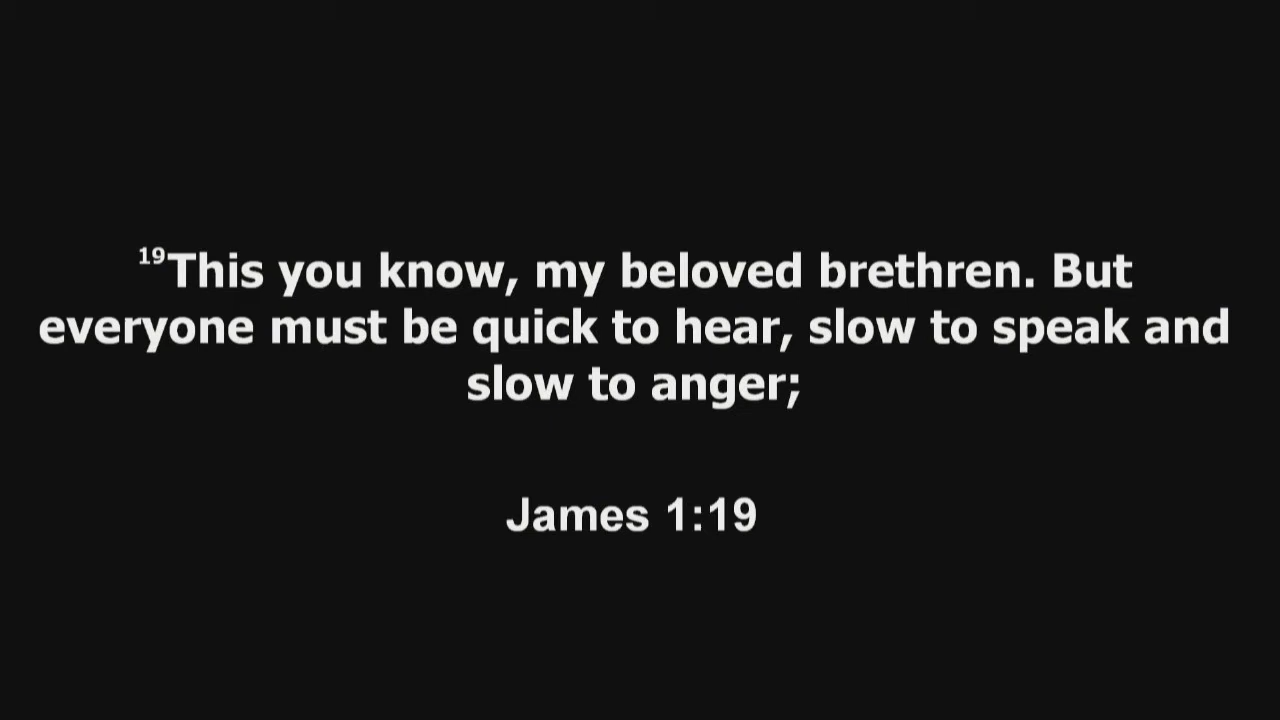 19This you know, my beloved brethren. But
everyone must be quick to hear, slow to speak and
slow to anger;
James 1:19